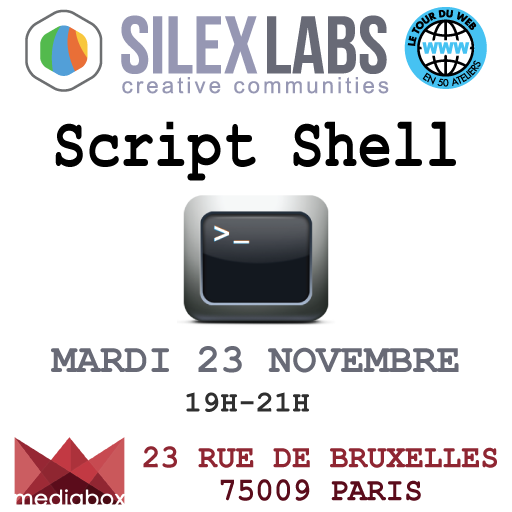 SILEX LABS
creative communities
LE TOUR DU WEB
WWW
EN 50 ATELIERS
Script Shell
>_
MARDI 23 NOVEMBRE
19H-21H
23 RUE DE BRUXELLES
75009 PARIS
mediabox